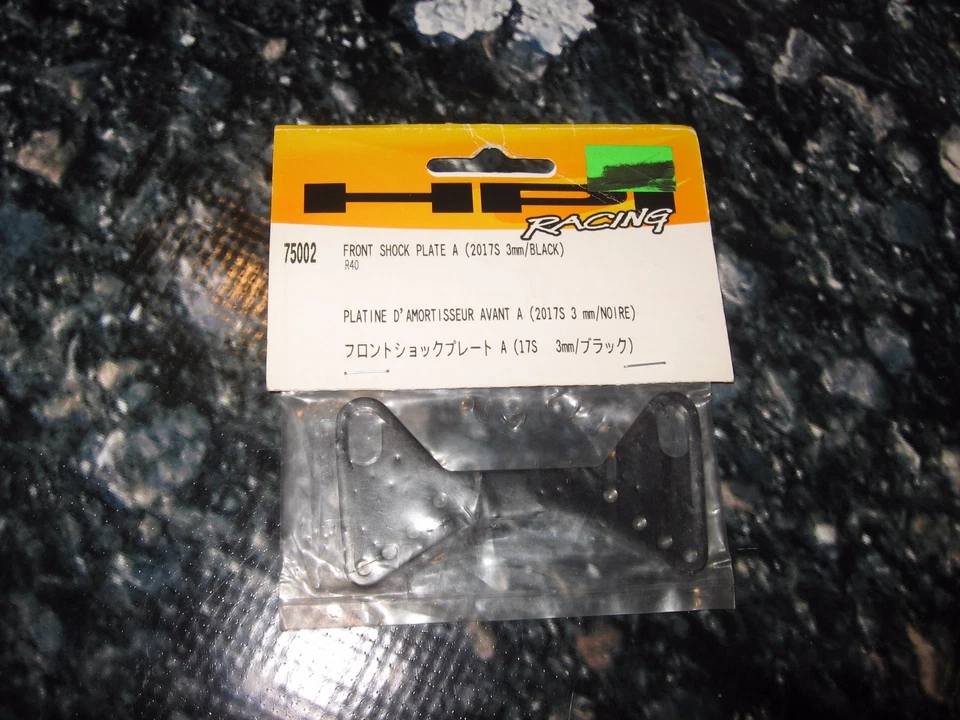 HPI
RACING
75002 FRONT SHOCK PLATE A (2017S 3mm/BLACK)
R40
PLATINE D'AMORTISSEUR AVANT A (2017S 3 mm/NOIRE)
フロントショックプレート A (17S 3mm/ブラック)